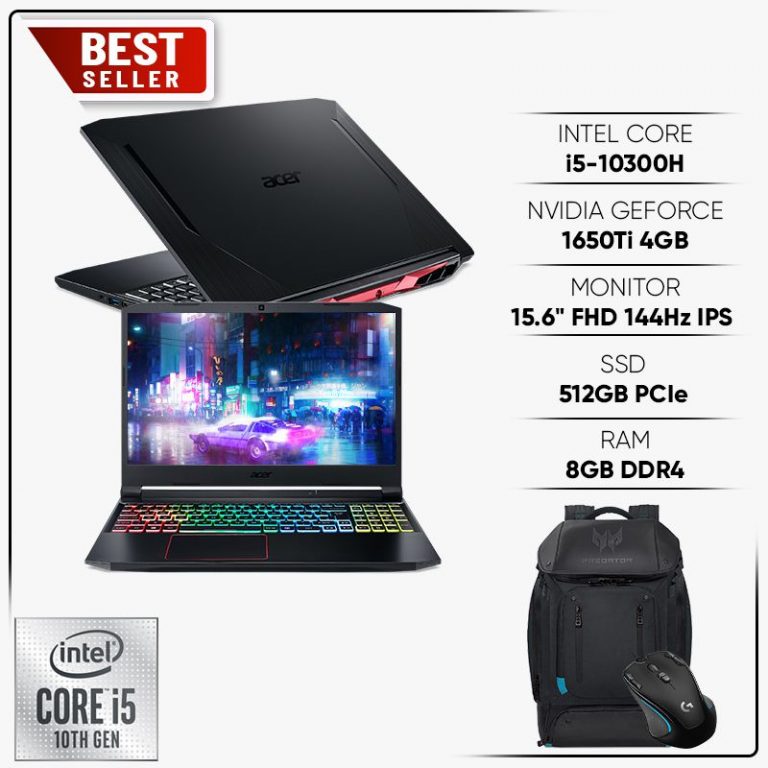 BEST
SELLER
acer
acer
INTEL CORE
i5-10300H
NVIDIA GEFORCE
1650Ti 4GB
MONITOR
15.6" FHD 144Hz IPS
SSD
512GB PCIe
RAM
8GB DDR4
PREDATOR
G
intel
CORE i5
10TH GEN